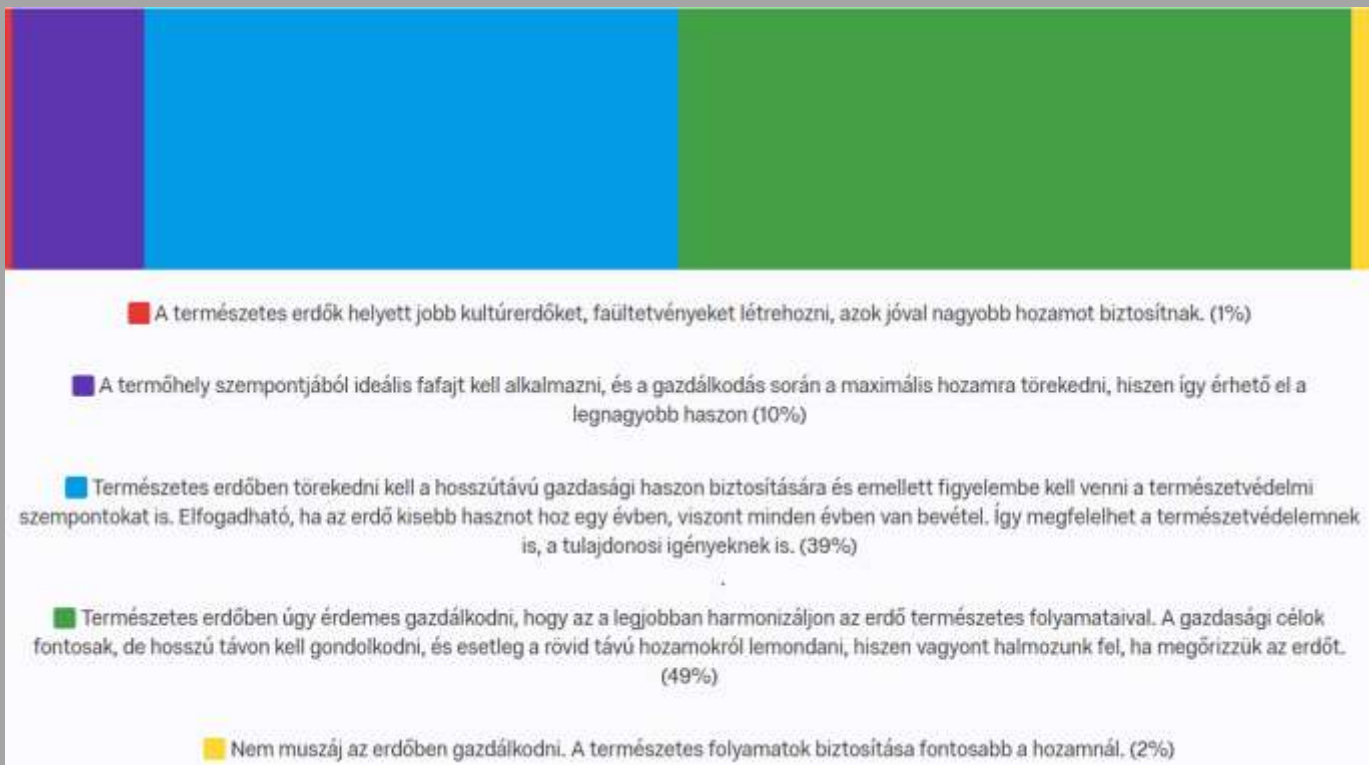 A természetes erdők helyett jobb kultúrerdőket, faültetvényeket létrehozni, azok jóval nagyobb hozamot biztosítnak. (1%)
A termőhely szempontjából ideális fafajt kell alkalmazni, és a gazdálkodás során a maximális hozamra törekedni, hiszen így érhető el a
legnagyobb haszon (10%)
Természetes erdőben törekedni kell a hosszútávú gazdasági haszon biztosítására és emellett figyelembe kell venni a természetvédelmi
szempontokat is. Elfogadható, ha az erdő kisebb hasznot hoz egy évben, viszont minden évben van bevétel. Így megfelelhet a természetvédelemnek
is, a tulajdonosi igényeknek is. (39%)
Természetes erdőben úgy érdemes gazdálkodni, hogy az a legjobban harmonizáljon az erdő természetes folyamataival. A gazdasági célok
fontosak, de hosszú távon kell gondolkodni, és esetleg a rövid távú hozamokról lemondani, hiszen vagyont halmozunk fel, ha megőrizzük az erdőt.
(49%)
Nem muszáj az erdőben gazdálkodni. A természetes folyamatok biztosítása fontosabb a hozamnál. (2%)